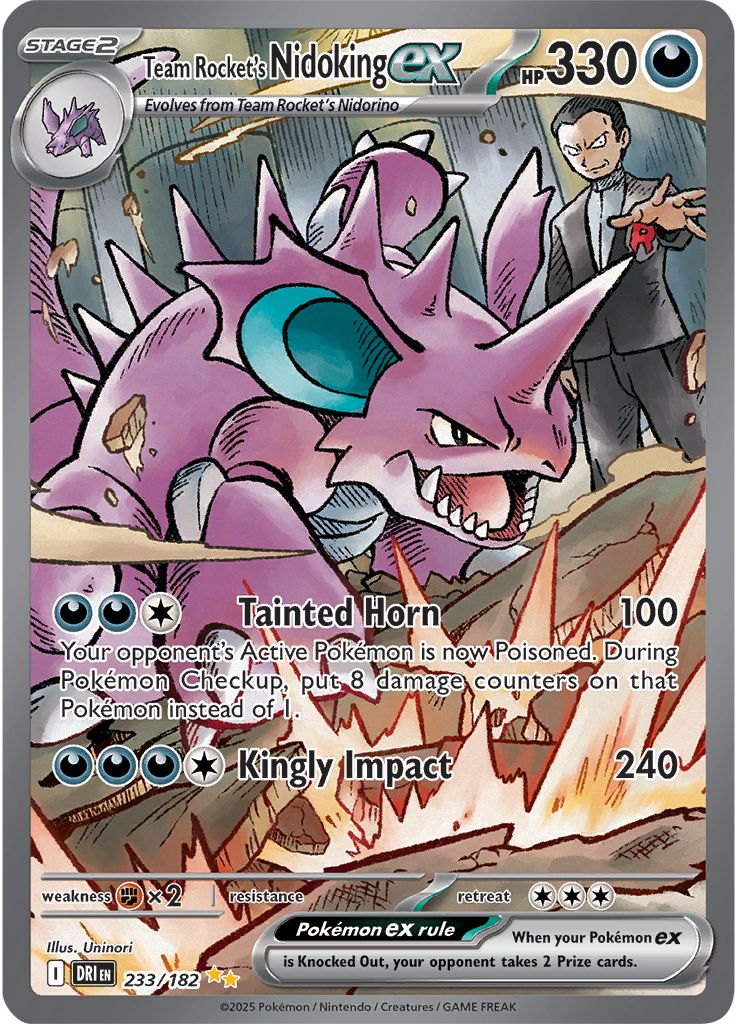 STAGE2
Team Rocket's Nidoking ex
HP 330
Evolves from Team Rocket's Nidorino
R
Tainted Horn 100
Your opponent's Active Pokémon is now Poisoned. During
Pokémon Checkup, put 8 damage counters on that
Pokémon instead of 1.
Kingly Impact 240
weakness ×2 resistance retreat
Illus. Uninori
Pokémon ex rule
When your Pokémon ex
is Knocked Out, your opponent takes 2 Prize cards.
I DRI EN 233/182
©2025 Pokémon / Nintendo / Creatures / GAME FREAK